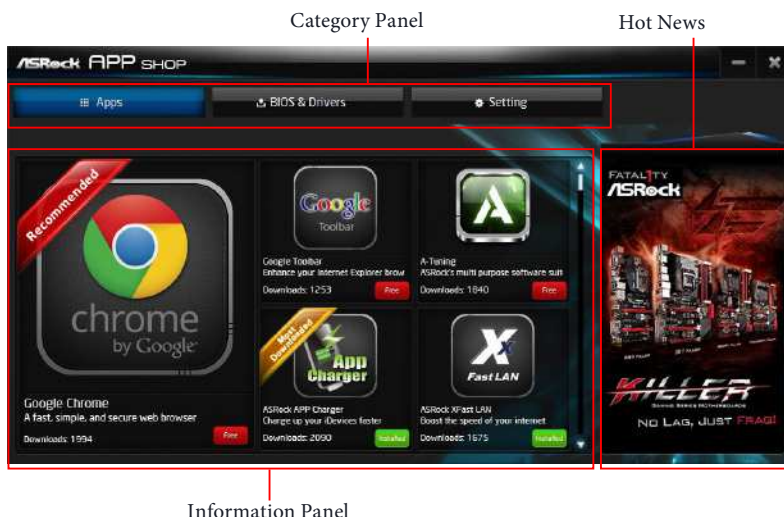 Category Panel
Hot News
ASRock APP SHOP
Apps
BIOS & Drivers
Setting
Recommended
chrome
by Google
Google Chrome
A fast, simple, and secure web browser
Downloads: 1994
Free
Google
Toolbar
Google Toolbar
Enhance your Internet Explorer brow
Downloads: 1253
Free
A-Tuning
ASRock's multi purpose software suit
Downloads: 1840
Free
Most
Downloaded
App
Charger
ASRock APP Charger
Charge up your iDevices faster
Downloads: 2090
Installed
X
Fast LAN
ASRock XFast LAN
Boost the speed of your internet
Downloads: 1675
Installed
FATAL1TY
ASRock
KILLER
GAMING SERIES MOTHERBOARDS
NO LAG, JUST FRAG!
Information Panel